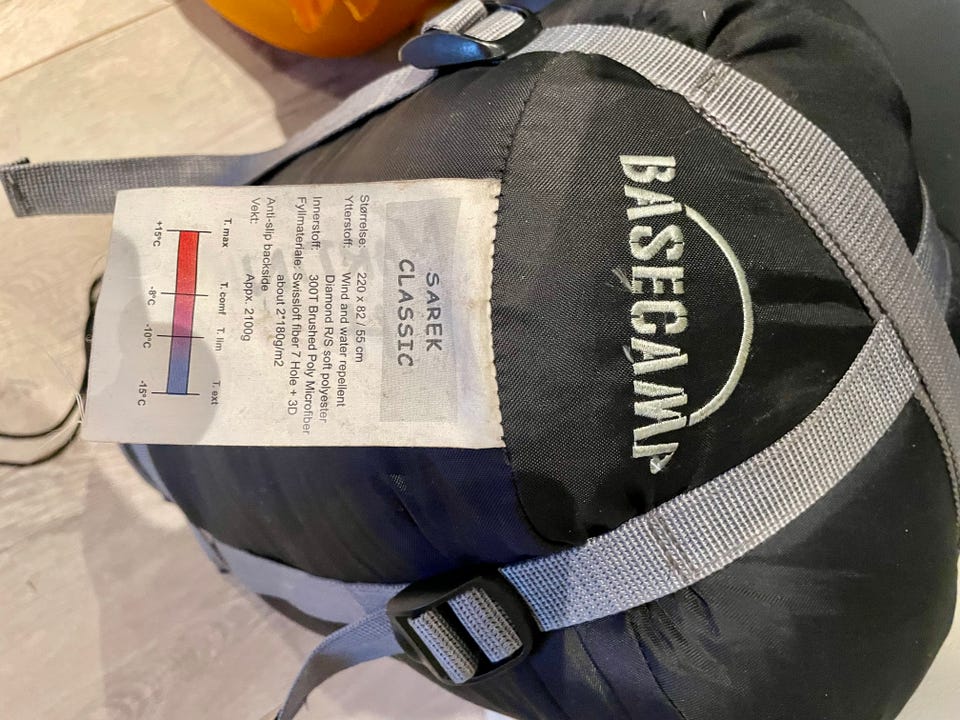 BASECAMP
SAREK
CLASSIC
Størrelse: 220 x 82 / 55 cm
Ytterstoff: Wind and water repellent
Diamond R/S soft polyester
Innerstoff: 300T Brushed Poly Microfiber
Fyllmateriale: Swissloft fiber 7 Hole + 3D
about 2*180g/m2
Anti-slip backside
Vekt: Appx. 2100g
T. max T. comf T. lim T. ext
+15°C -8°C -10°C -15°C